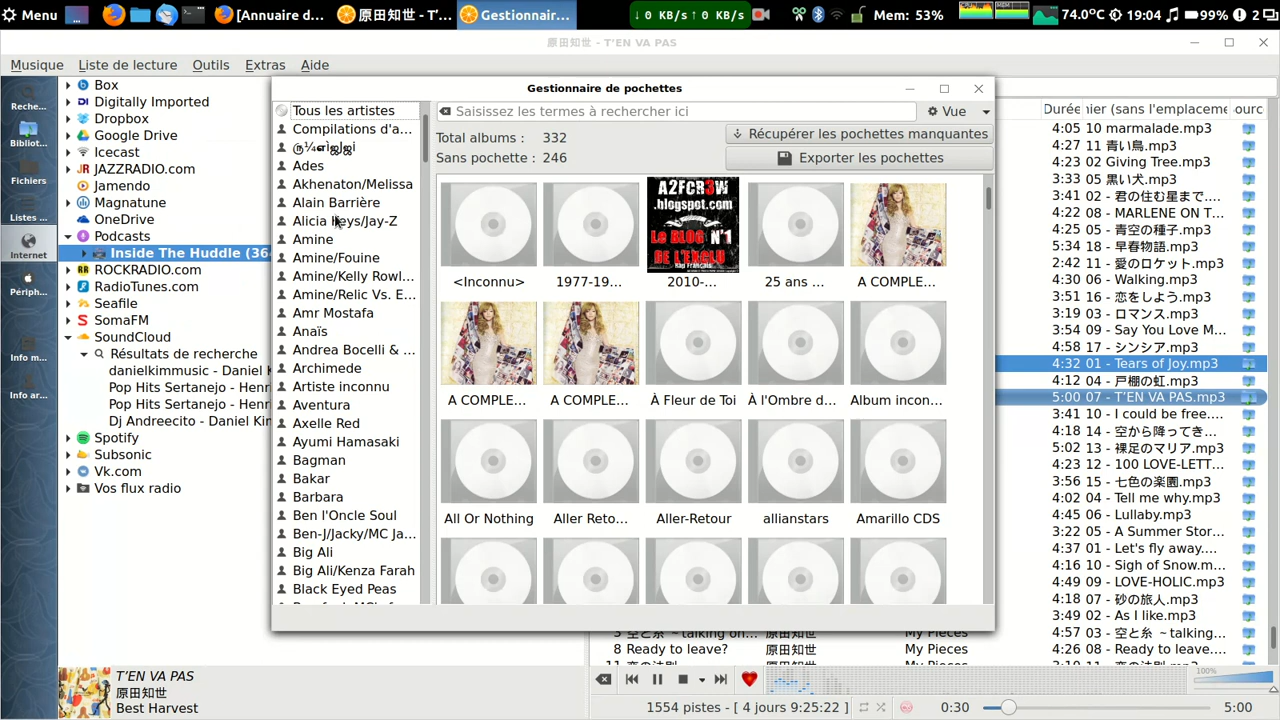 Menu
[Annuaire d...
原田知世 - T'...
Gestionnair...
↓ 0 KB/s ↑ 0 KB/s
Mem: 53%
74.0°C
19:04
99%
2
原田知世 - T'EN VA PAS
Musique Liste de lecture Outils Extras Aide
Reche...
Bibliot...
Fichiers
Listes ...
Internet
Périph...
Info m...
Info ar...
Box
Digitally Imported
Dropbox
Google Drive
Icecast
JAZZRADIO.com
Jamendo
Magnatune
OneDrive
Podcasts
Inside The Huddle (364
ROCKRADIO.com
RadioTunes.com
Seafile
SomaFM
SoundCloud
Résultats de recherche
danielkimmusic - Daniel K
Pop Hits Sertanejo - Henr
Pop Hits Sertanejo - Henr
Dj Andreecito - Daniel Kin
Spotify
Subsonic
Vk.com
Vos flux radio
Gestionnaire de pochettes
Tous les artistes
Compilations d'a...
Ades
Akhenaton/Melissa
Alain Barrière
Alicia Keys/Jay-Z
Amine
Amine/Fouine
Amine/Kelly Rowl...
Amine/Relic Vs. E...
Amr Mostafa
Anaïs
Andrea Bocelli & ...
Archimede
Artiste inconnu
Aventura
Axelle Red
Ayumi Hamasaki
Bagman
Bakar
Barbara
Ben l'Oncle Soul
Ben-J/Jacky/MC Ja...
Big Ali
Big Ali/Kenza Farah
Black Eyed Peas
Saisissez les termes à rechercher ici
Vue
Total albums : 332
Sans pochette : 246
Récupérer les pochettes manquantes
Exporter les pochettes
A2FCR3W
.blogspot.com
LE BLOG N°1
DE L'EXCLU
<Inconnu>
1977-19...
2010-...
25 ans ...
A COMPLE...
A COMPLE...
A COMPLE...
À Fleur de Toi
À l'Ombre d...
Album incon...
All Or Nothing
Aller Reto...
Aller-Retour
allianstars
Amarillo CDS
Durée hier (sans l'emplaceme ourc
4:05 10 marmalade.mp3
4:27 11 青い鳥.mp3
4:23 02 Giving Tree.mp3
3:33 05 黒い犬.mp3
3:41 02 - 君の住む星まで....
4:22 08 - MARLENE ON T...
4:25 05 - 青空の種子.mp3
5:34 13 - 早春物語.mp3
2:42 11 - 愛のロケット.mp3
4:30 06 - Walking.mp3
3:51 16 - 恋をしよう.mp3
3:19 03 - ロマンス.mp3
3:54 09 - Say You Love M...
4:58 17 - シンシア.mp3
4:32 01 - Tears of Joy.mp3
4:12 04 - 戸棚の虹.mp3
5:00 07 - T'EN VA PAS.mp3
3:41 10 - I could be free....
4:18 14 - 空から降ってき...
5:02 13 - 裸足のマリア.mp3
4:23 12 - 100 LOVE-LETT...
3:56 15 - 七色の楽園.mp3
4:02 04 - Tell me why.mp3
4:45 06 - Lullaby.mp3
3:22 05 - A Summer Stor...
4:37 01 - Let's fly away....
4:16 10 - Sigh of Snow.m...
4:49 09 - LOVE-HOLIC.mp3
4:18 07 - 砂の旅人.mp3
3:49 02 - As I like.mp3
3 空と糸 ~talking on... 原田知世 My Pieces 4:57 03 - 空と糸 ~talking...
8 Ready to leave? 原田知世 My Pieces 4:26 08 - Ready to leave....
T'EN VA PAS
原田知世
Best Harvest
100%
1554 pistes - [ 4 jours 9:25:22 ]
0:30
5:00